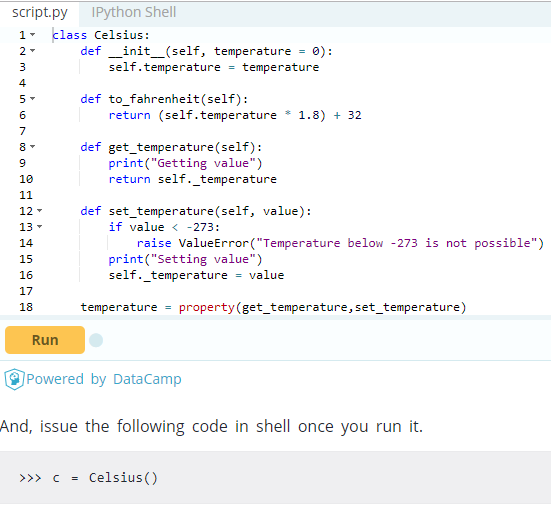 script.py IPython Shell
1 class Celsius:
2 def __init__(self, temperature = 0):
3 self.temperature = temperature
4
5 def to_fahrenheit(self):
6 return (self.temperature * 1.8) + 32
7
8 def get_temperature(self):
9 print("Getting value")
10 return self._temperature
11
12 def set_temperature(self, value):
13 if value < -273:
14 raise ValueError("Temperature below -273 is not possible")
15 print("Setting value")
16 self._temperature = value
17
18 temperature = property(get_temperature,set_temperature)
Run
Powered by DataCamp
And, issue the following code in shell once you run it.
>>> c = Celsius()